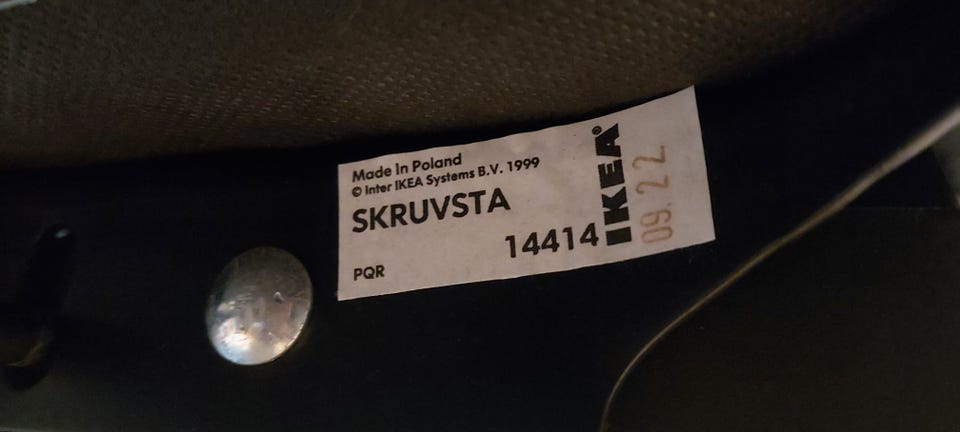 Made In Poland
© Inter IKEA Systems B.V. 1999
SKRUVSTA
14414
PQR
IKEA®
09.22